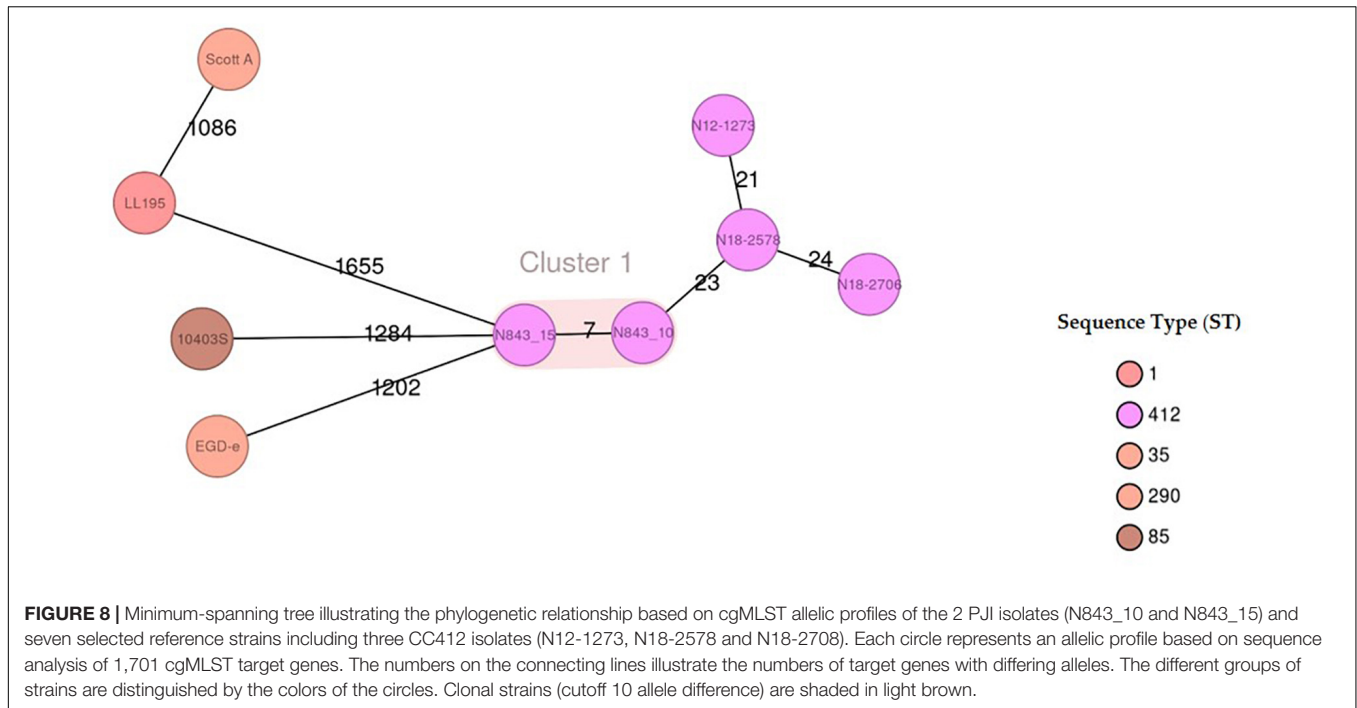 Scott A
1086
LL195
1655
10403S
1284
EGD-e
1202
Cluster 1
N843_15
7
N843_10
23
N12-1273
21
N18-2578
24
N18-2706
Sequence Type (ST)
1
412
35
290
85
FIGURE 8 | Minimum-spanning tree illustrating the phylogenetic relationship based on cgMLST allelic profiles of the 2 PJI isolates (N843_10 and N843_15) and
seven selected reference strains including three CC412 isolates (N12-1273, N18-2578 and N18-2708). Each circle represents an allelic profile based on sequence
analysis of 1,701 cgMLST target genes. The numbers on the connecting lines illustrate the numbers of target genes with differing alleles. The different groups of
strains are distinguished by the colors of the circles. Clonal strains (cutoff 10 allele difference) are shaded in light brown.